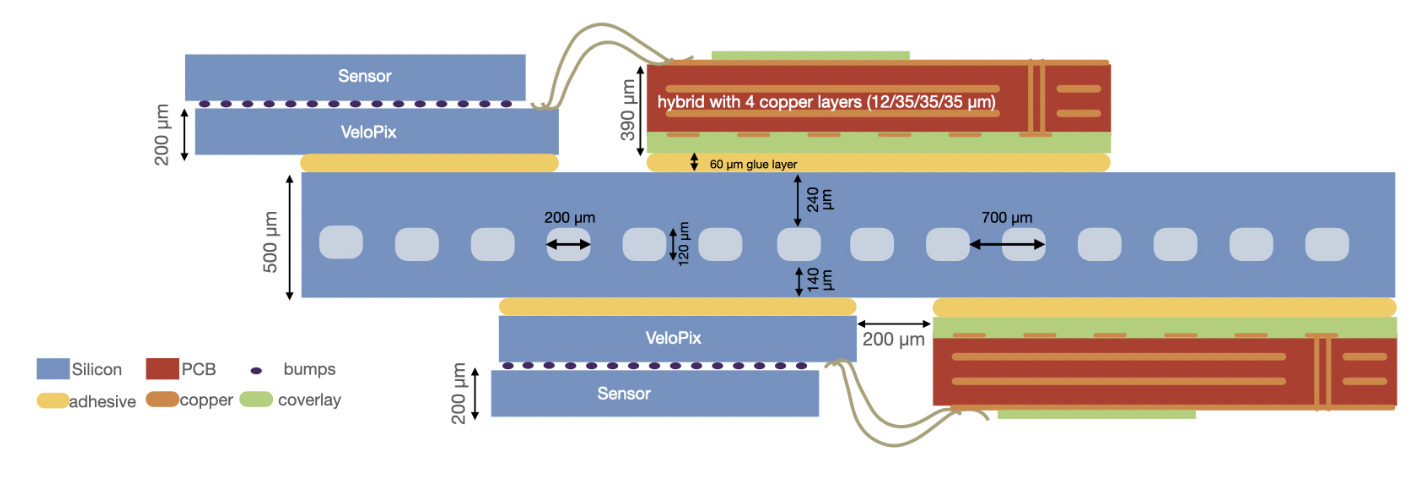 Sensor
VeloPix
200 µm
390 µm
hybrid with 4 copper layers (12/35/35/35 µm)
60 µm glue layer
500 µm
200 µm
120 µm
240
µm
140
µm
700 µm
VeloPix
200 µm
Sensor
200 µm
Silicon
PCB
bumps
adhesive
copper
coverlay